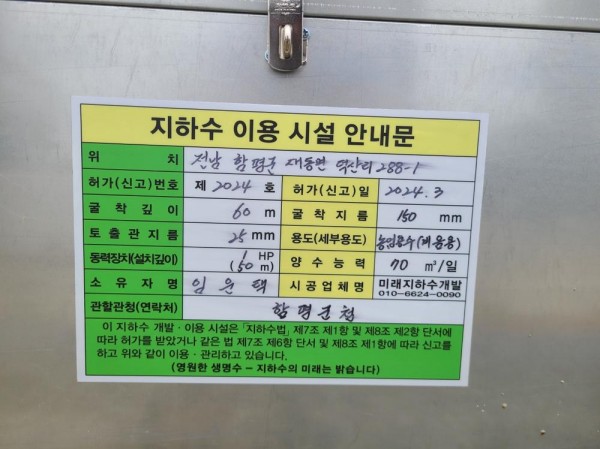 지하수 이용 시설 안내문
위 치 전남 함평군 대동면 덕산리 288-1
허가(신고)번호 제 2024 호 허가(신고)일 2024.3
굴착깊이 60 m 굴착지름 150 mm
토출관지름 25 mm 용도(세부용도)
동력장치(설치깊이) 1 HP (50 m) 양수능력 70 ㎥/일
소유자명 임윤택 시공업체명 미래지하수개발 010-6624-0090
관할관청(연락처) 함평군청
이 지하수 개발·이용 시설은 「지하수법」 제7조 제1항 및 제8조 제2항 단서에
따라 허가를 받았거나 같은 법 제7조 제6항 단서 및 제8조 제1항에 따라 신고를
하고 위와 같이 이용·관리하고 있습니다.
(영원한 생명수 – 지하수의 미래는 밝습니다)